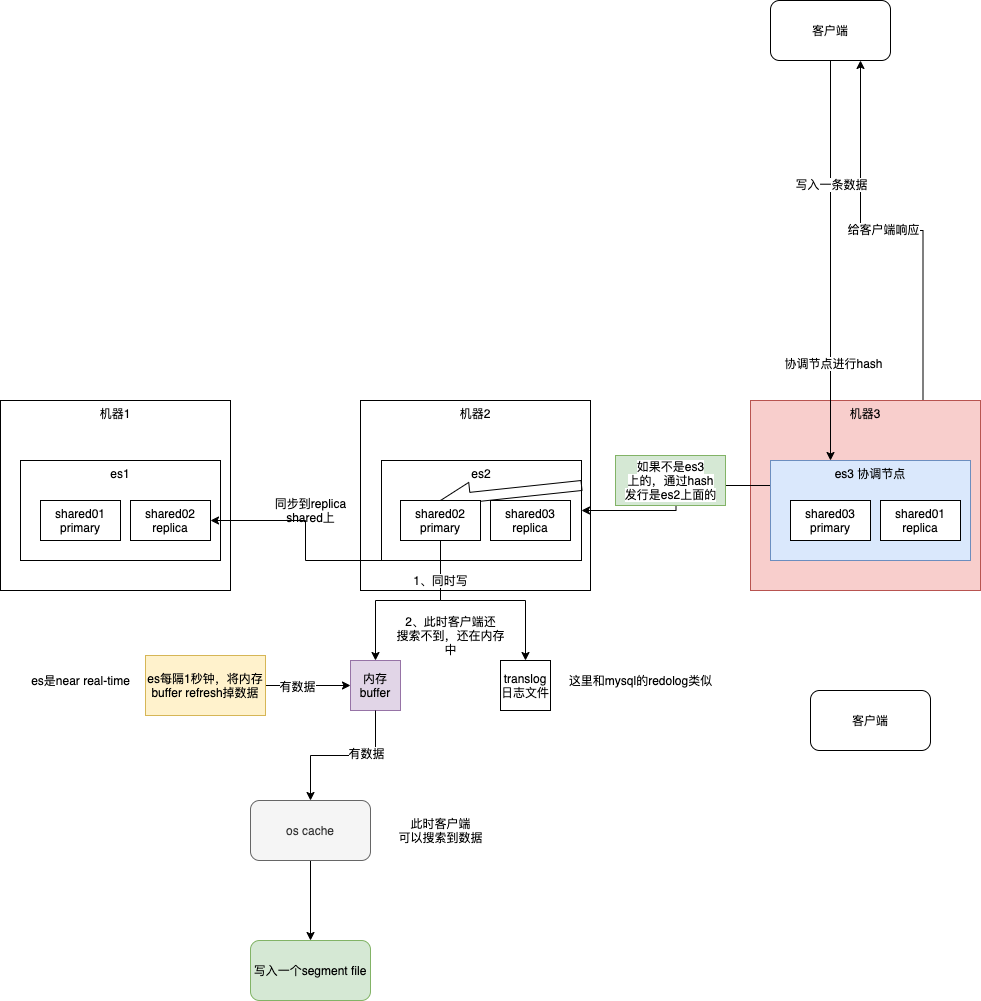 客户端
写入一条数据
给客户端响应
协调节点进行hash
机器1
es1
shared01
primary
shared02
replica
同步到replica
shared上
机器2
es2
shared02
primary
shared03
replica
如果不是es3
上的，通过hash
发行是es2上面的
机器3
es3 协调节点
shared03
primary
shared01
replica
1、同时写
2、此时客户端还
搜索不到，还在内存
中
es是near real-time
es每隔1秒钟，将内存
buffer refresh掉数据
有数据
内存
buffer
translog
日志文件
这里和mysql的redolog类似
客户端
有数据
os cache
此时客户端
可以搜索到数据
写入一个segment file